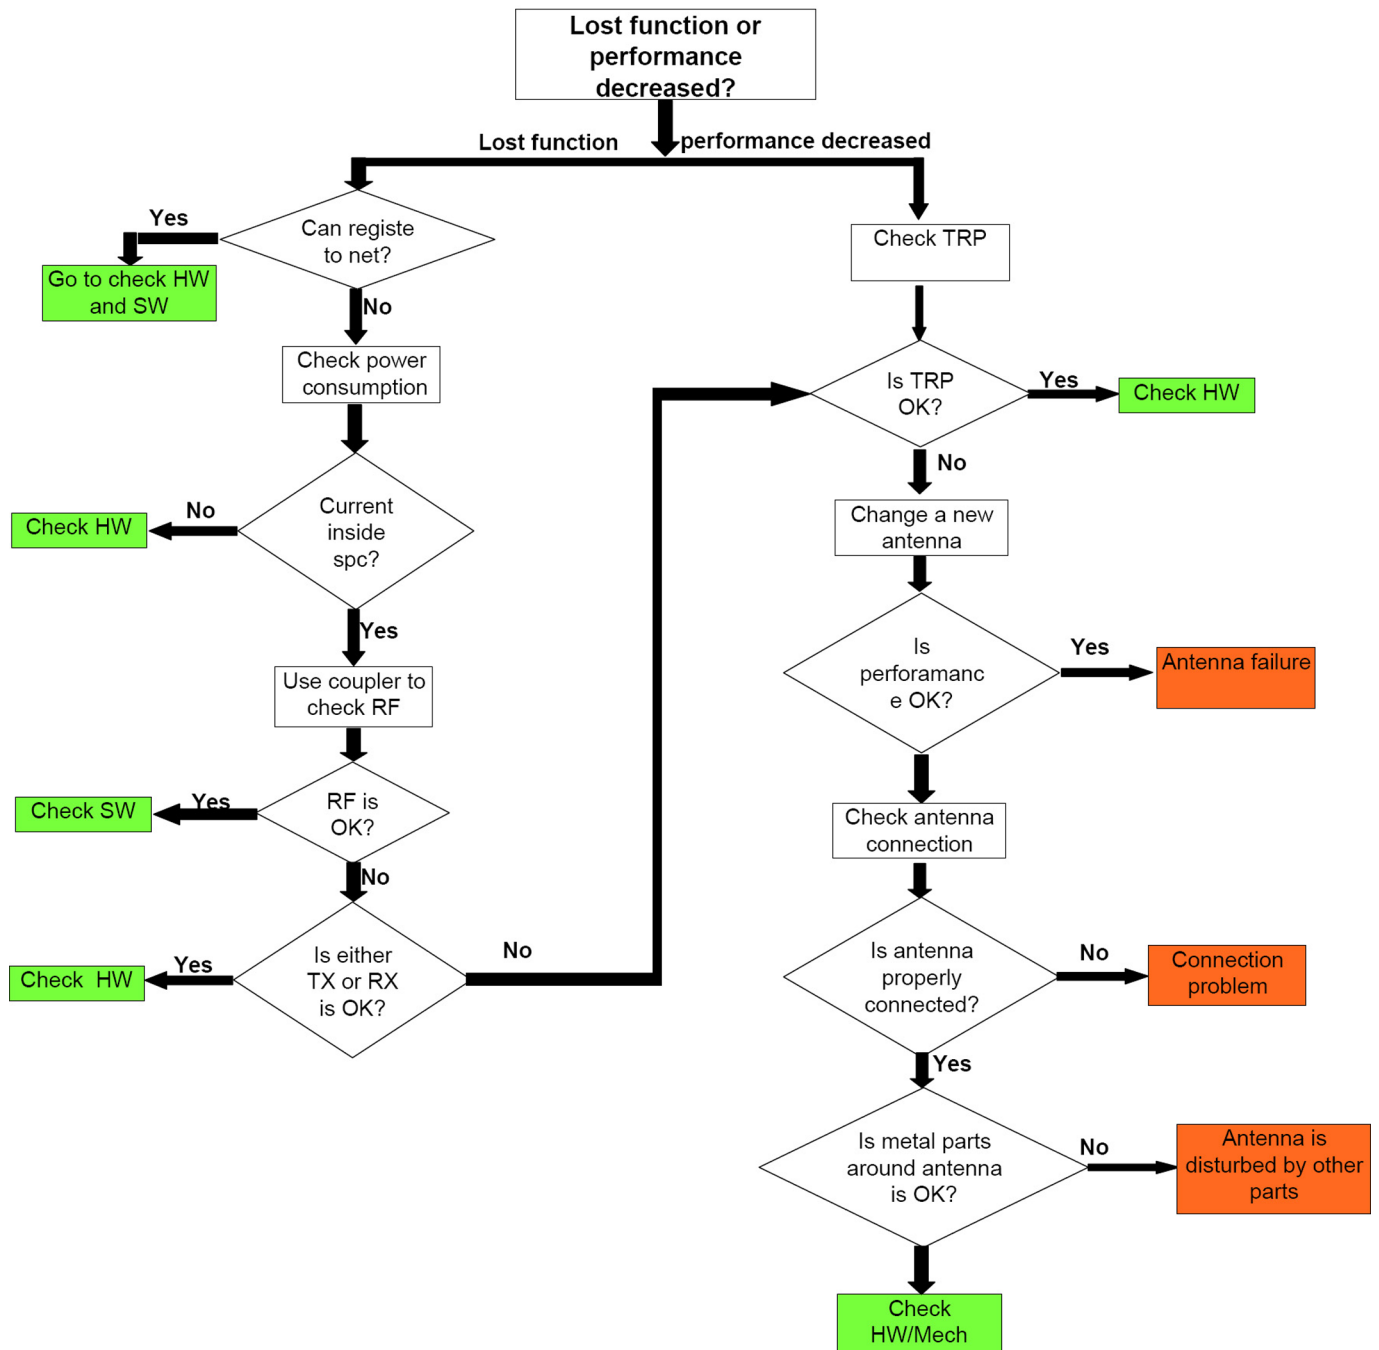 Lost function or
performance
decreased?
Lost function
performance decreased
Yes
Can registe
to net?
Go to check HW
and SW
No
Check power
consumption
No
Current
inside
spc?
Check HW
Yes
Use coupler to
check RF
Yes
RF is
OK?
Check SW
No
Yes
Is either
TX or RX
is OK?
Check HW
No
Check TRP
Is TRP
OK?
Yes
Check HW
No
Change a new
antenna
Is
perforamanc
e OK?
Yes
Antenna failure
Check antenna
connection
Is antenna
properly
connected?
No
Connection
problem
Yes
Is metal parts
around antenna
is OK?
No
Antenna is
disturbed by other
parts
Check
HW/Mech